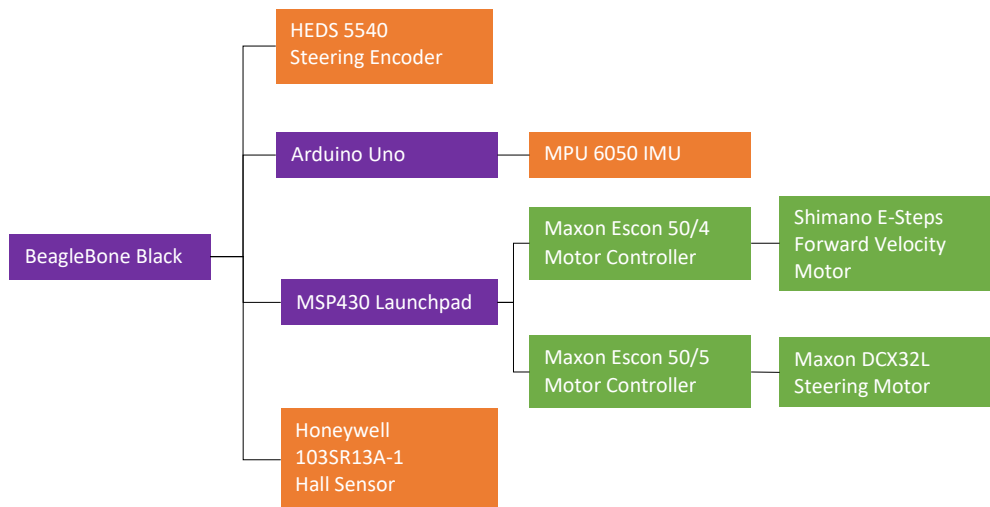 HEDS 5540
Steering Encoder
Arduino Uno
MPU 6050 IMU
BeagleBone Black
MSP430 Launchpad
Maxon Escon 50/4
Motor Controller
Shimano E-Steps
Forward Velocity
Motor
Maxon Escon 50/5
Motor Controller
Maxon DCX32L
Steering Motor
Honeywell
103SR13A-1
Hall Sensor